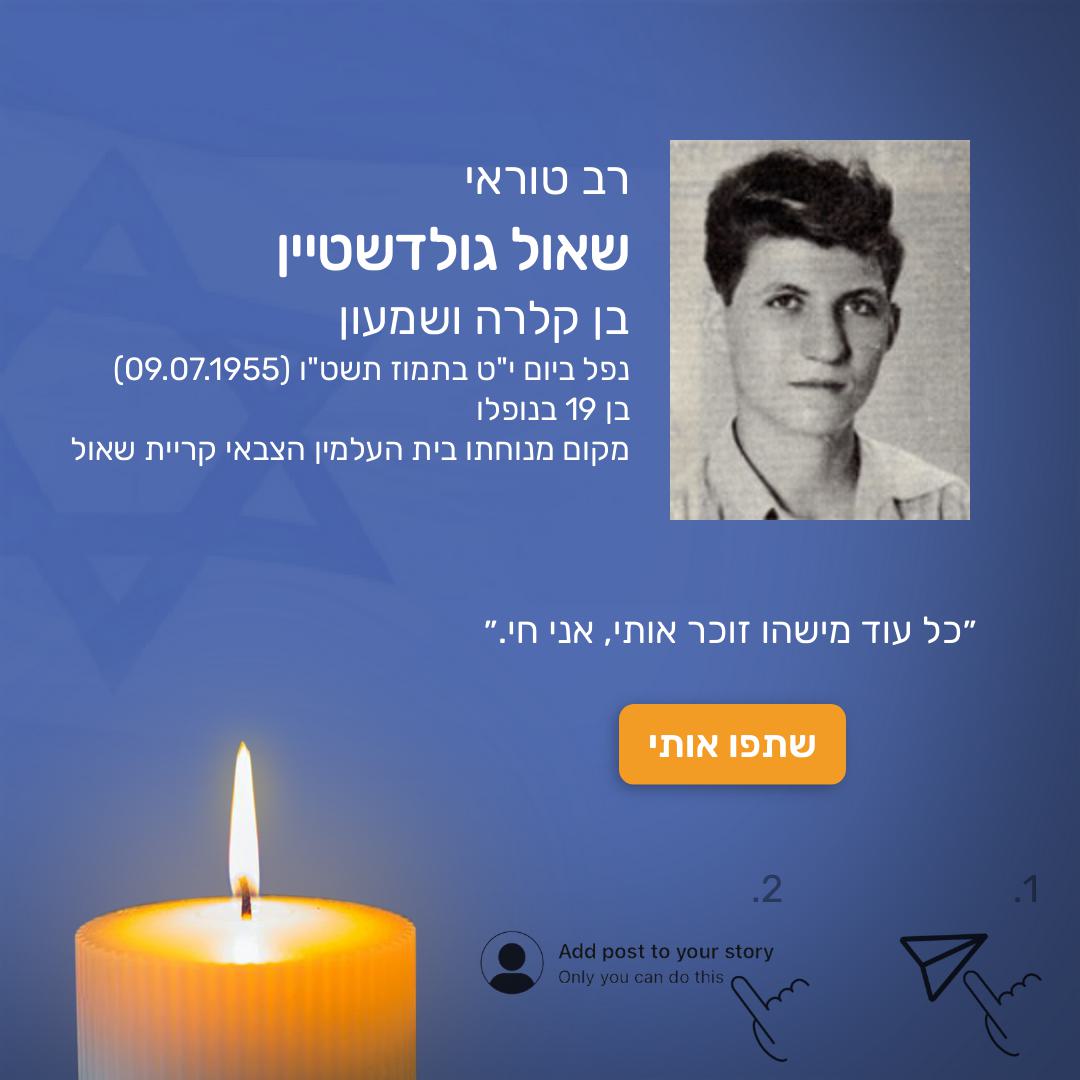 רב טוראי
שאול גולדשטיין
בן קלרה ושמעון
נפל ביום י"ט בתמוז תשט"ו (09.07.1955)
בן 19 בנופלו
מקום מנוחתו בית העלמין הצבאי קריית שאול
״כל עוד מישהו זוכר אותי, אני חי.״
שתפו אותי
1.
2.
Add post to your story
Only you can do this